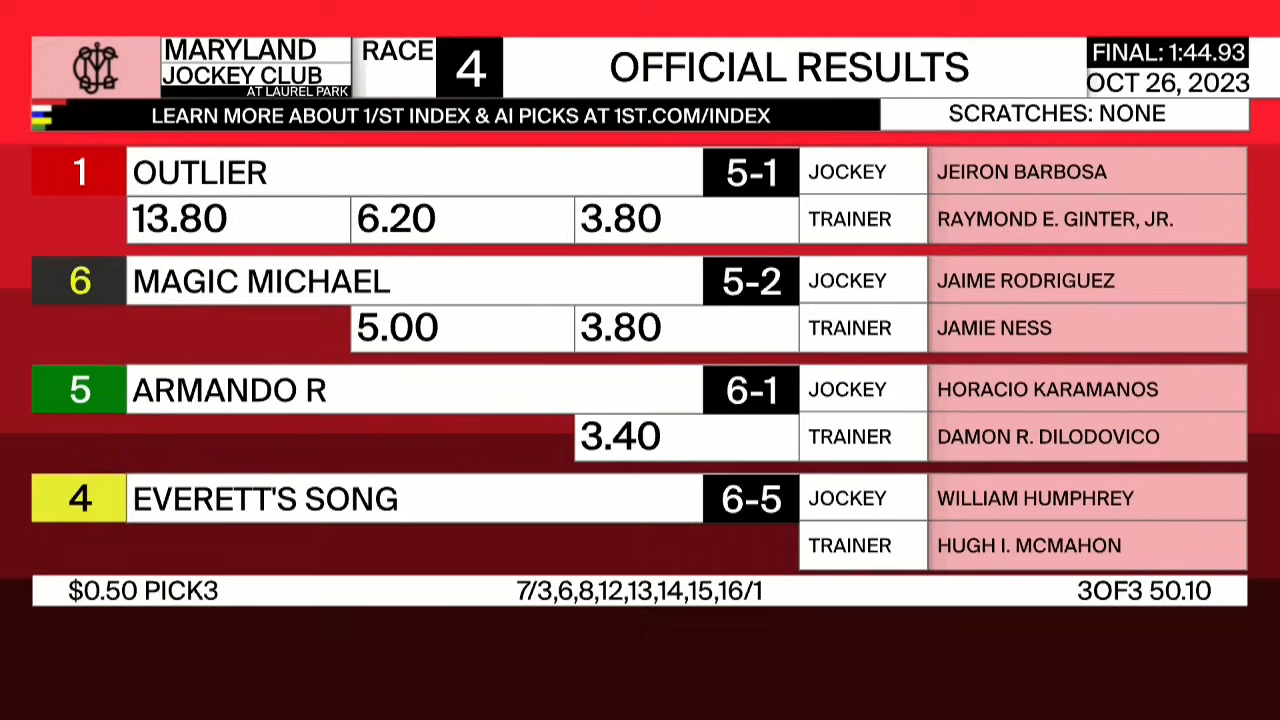 MARYLAND
JOCKEY CLUB
AT LAUREL PARK
RACE 4
OFFICIAL RESULTS
FINAL: 1:44.93
OCT 26, 2023
LEARN MORE ABOUT 1/ST INDEX & AI PICKS AT 1ST.COM/INDEX
SCRATCHES: NONE
1 OUTLIER 5-1 JOCKEY JEIRON BARBOSA
13.80 6.20 3.80 TRAINER RAYMOND E. GINTER, JR.
6 MAGIC MICHAEL 5-2 JOCKEY JAIME RODRIGUEZ
5.00 3.80 TRAINER JAMIE NESS
5 ARMANDO R 6-1 JOCKEY HORACIO KARAMANOS
3.40 TRAINER DAMON R. DILODOVICO
4 EVERETT'S SONG 6-5 JOCKEY WILLIAM HUMPHREY
TRAINER HUGH I. MCMAHON
$0.50 PICK3 7/3,6,8,12,13,14,15,16/1 3OF3 50.10